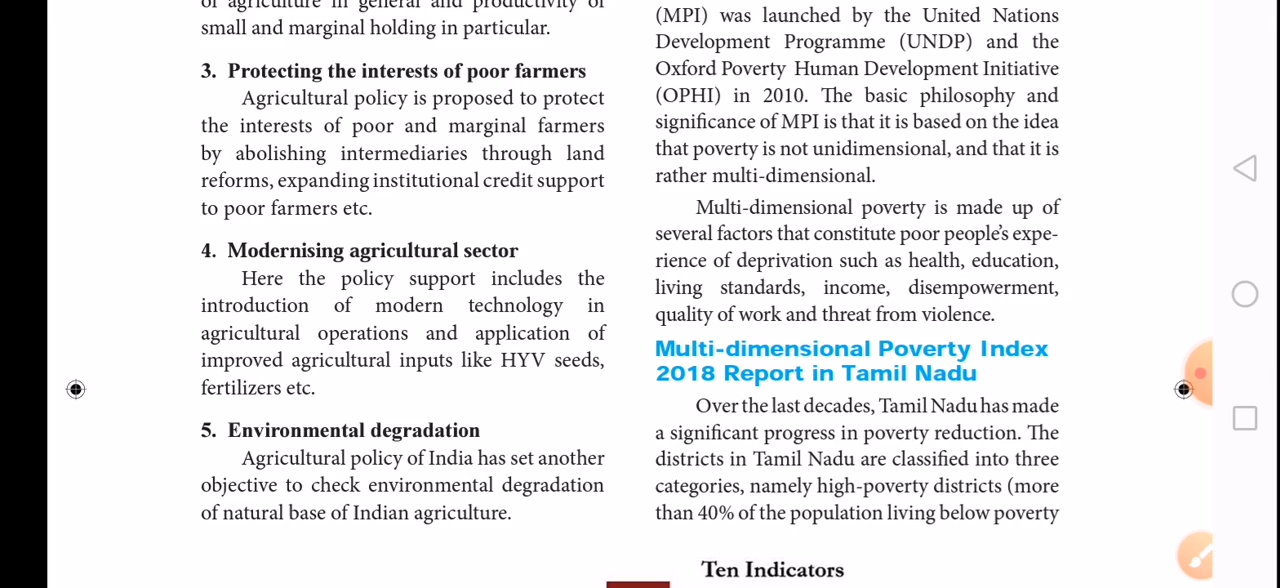 of agriculture in general and productivity of
small and marginal holding in particular.
3. Protecting the interests of poor farmers
Agricultural policy is proposed to protect
the interests of poor and marginal farmers
by abolishing intermediaries through land
reforms, expanding institutional credit support
to poor farmers etc.
4. Modernising agricultural sector
Here the policy support includes the
introduction of modern technology in
agricultural operations and application of
improved agricultural inputs like HYV seeds,
fertilizers etc.
5. Environmental degradation
Agricultural policy of India has set another
objective to check environmental degradation
of natural base of Indian agriculture.
(MPI) was launched by the United Nations
Development Programme (UNDP) and the
Oxford Poverty Human Development Initiative
(OPHI) in 2010. The basic philosophy and
significance of MPI is that it is based on the idea
that poverty is not unidimensional, and that it is
rather multi-dimensional.
Multi-dimensional poverty is made up of
several factors that constitute poor people's expe-
rience of deprivation such as health, education,
living standards, income, disempowerment,
quality of work and threat from violence.
Multi-dimensional Poverty Index
2018 Report in Tamil Nadu
Over the last decades, Tamil Nadu has made
a significant progress in poverty reduction. The
districts in Tamil Nadu are classified into three
categories, namely high-poverty districts (more
than 40% of the population living below poverty
Ten Indicators